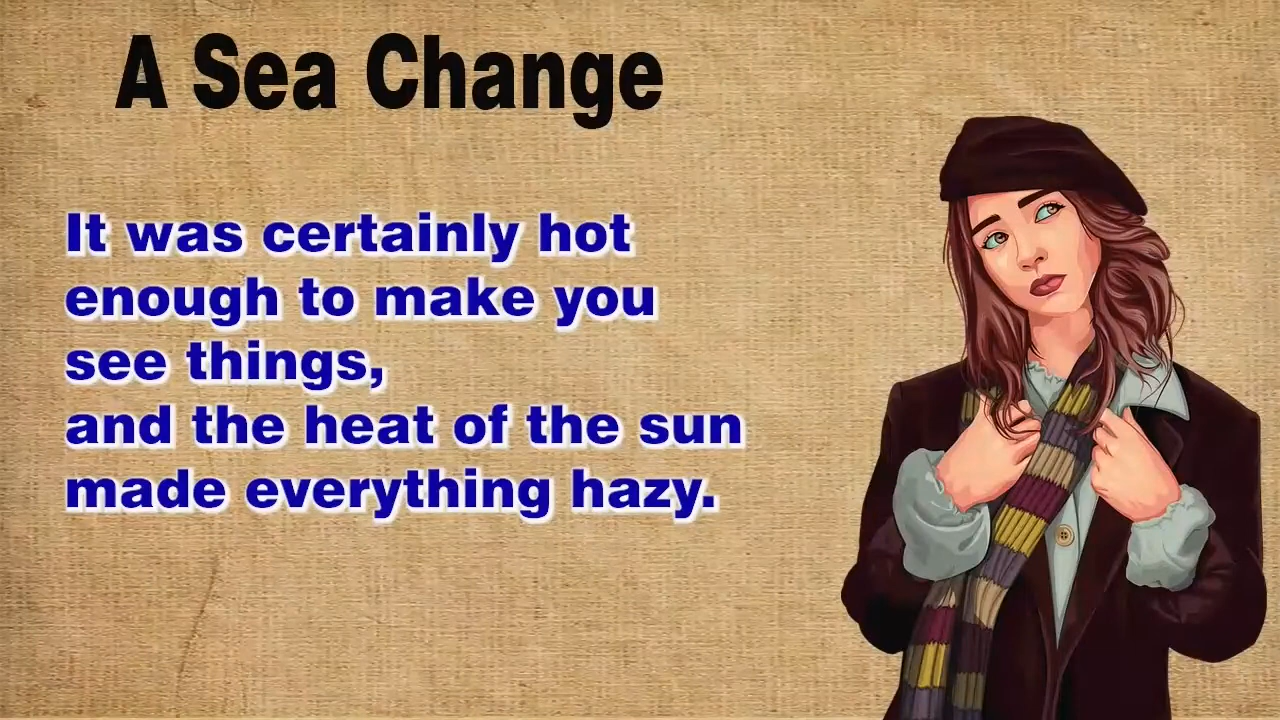 A Sea Change
It was certainly hot
enough to make you
see things,
and the heat of the sun
made everything hazy.